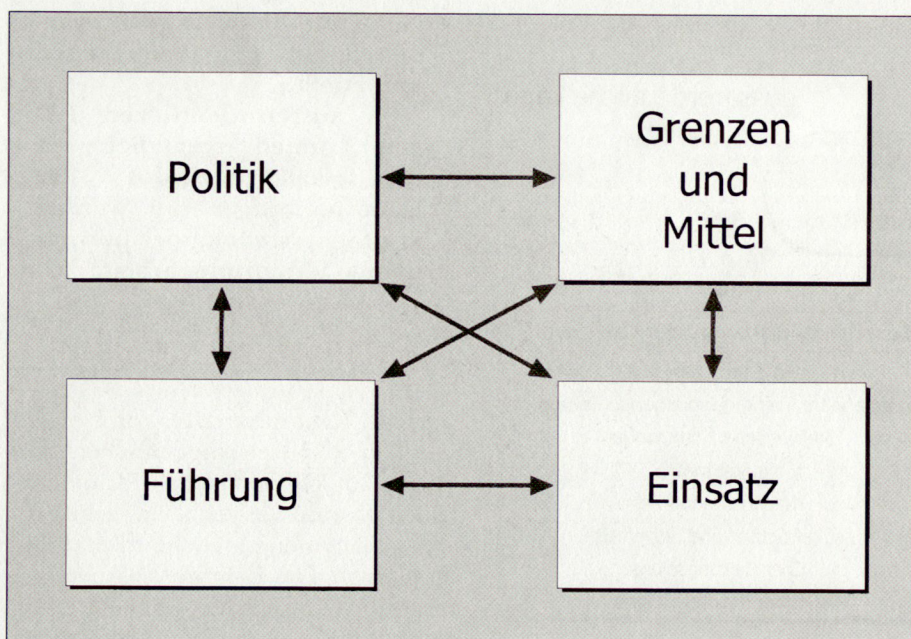 Politik
Grenzen
und
Mittel
Führung
Einsatz